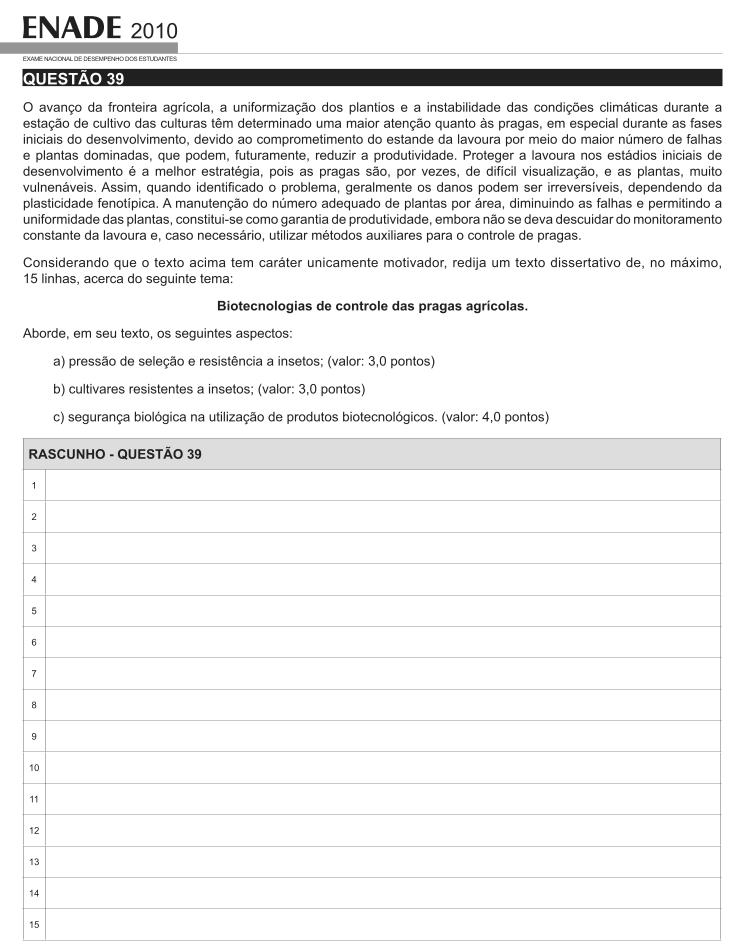 ENADE 2010
EXAME NACIONAL DE DESEMPENHO DOS ESTUDANTES
QUESTÃO 39
O avanço da fronteira agrícola, a uniformização dos plantios e a instabilidade das condições climáticas durante a
estação de cultivo das culturas têm determinado uma maior atenção quanto às pragas, em especial durante as fases
iniciais do desenvolvimento, devido ao comprometimento do estande da lavoura por meio do maior número de falhas
e plantas dominadas, que podem, futuramente, reduzir a produtividade. Proteger a lavoura nos estádios iniciais de
desenvolvimento é a melhor estratégia, pois as pragas são, por vezes, de difícil visualização, e as plantas, muito
vulnenáveis. Assim, quando identificado o problema, geralmente os danos podem ser irreversíveis, dependendo da
plasticidade fenotípica. A manutenção do número adequado de plantas por área, diminuindo as falhas e permitindo a
uniformidade das plantas, constitui-se como garantia de produtividade, embora não se deva descuidar do monitoramento
constante da lavoura e, caso necessário, utilizar métodos auxiliares para o controle de pragas.
Considerando que o texto acima tem caráter unicamente motivador, redija um texto dissertativo de, no máximo,
15 linhas, acerca do seguinte tema:
Biotecnologias de controle das pragas agrícolas.
Aborde, em seu texto, os seguintes aspectos:
a) pressão de seleção e resistência a insetos; (valor: 3,0 pontos)
b) cultivares resistentes a insetos; (valor: 3,0 pontos)
c) segurança biológica na utilização de produtos biotecnológicos. (valor: 4,0 pontos)
RASCUNHO - QUESTÃO 39
1
2
3
4
5
6
7
8
9
10
11
12
13
14
15